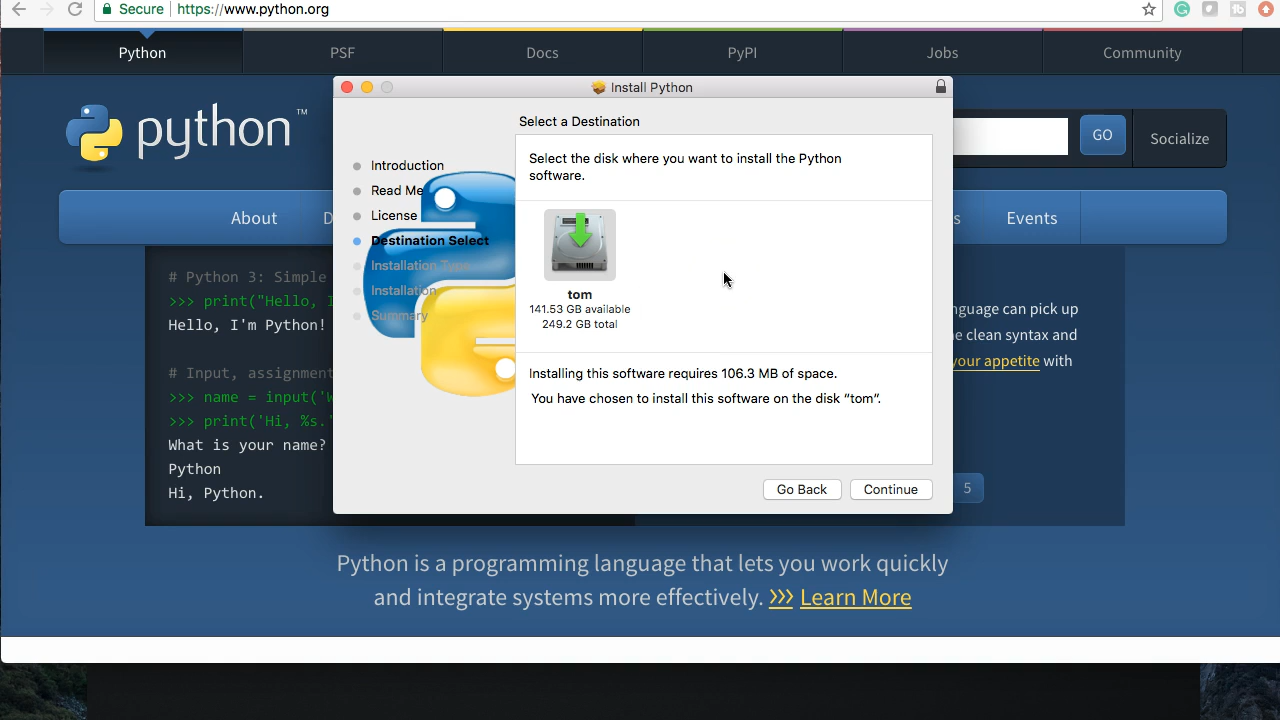 Secure
https://www.python.org
Python
PSF
Docs
PyPI
Jobs
Community
python™
GO
Socialize
About
Events
Install Python
Select a Destination
Introduction
Read Me
License
Destination Select
Installation Type
Installation
Summary
Select the disk where you want to install the Python
software.
tom
141.53 GB available
249.2 GB total
Installing this software requires 106.3 MB of space.
You have chosen to install this software on the disk “tom”.
Go Back
Continue
# Python 3: Simple
>>> print("Hello, I
Hello, I'm Python!
# Input, assignment
>>> name = input('W
>>> print('Hi, %s.'
What is your name?
Python
Hi, Python.
nguage can pick up
e clean syntax and
your appetite with
5
Python is a programming language that lets you work quickly
and integrate systems more effectively. >>> Learn More